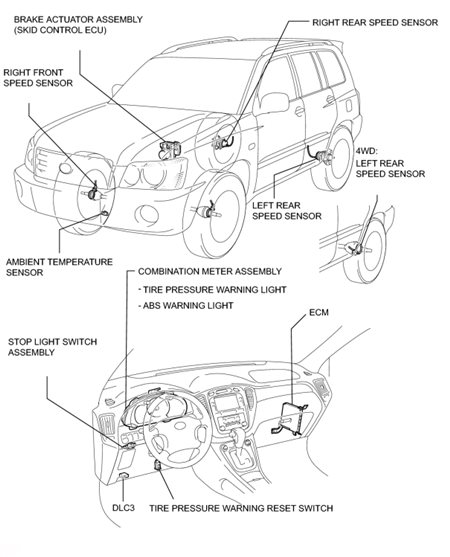 BRAKE ACTUATOR ASSEMBLY
(SKID CONTROL ECU)
RIGHT REAR SPEED SENSOR
RIGHT FRONT
SPEED SENSOR
4WD:
LEFT REAR
SPEED SENSOR
LEFT REAR
SPEED SENSOR
AMBIENT TEMPERATURE
SENSOR
COMBINATION METER ASSEMBLY
- TIRE PRESSURE WARNING LIGHT
- ABS WARNING LIGHT
ECM
STOP LIGHT SWITCH
ASSEMBLY
DLC3
TIRE PRESSURE WARNING RESET SWITCH